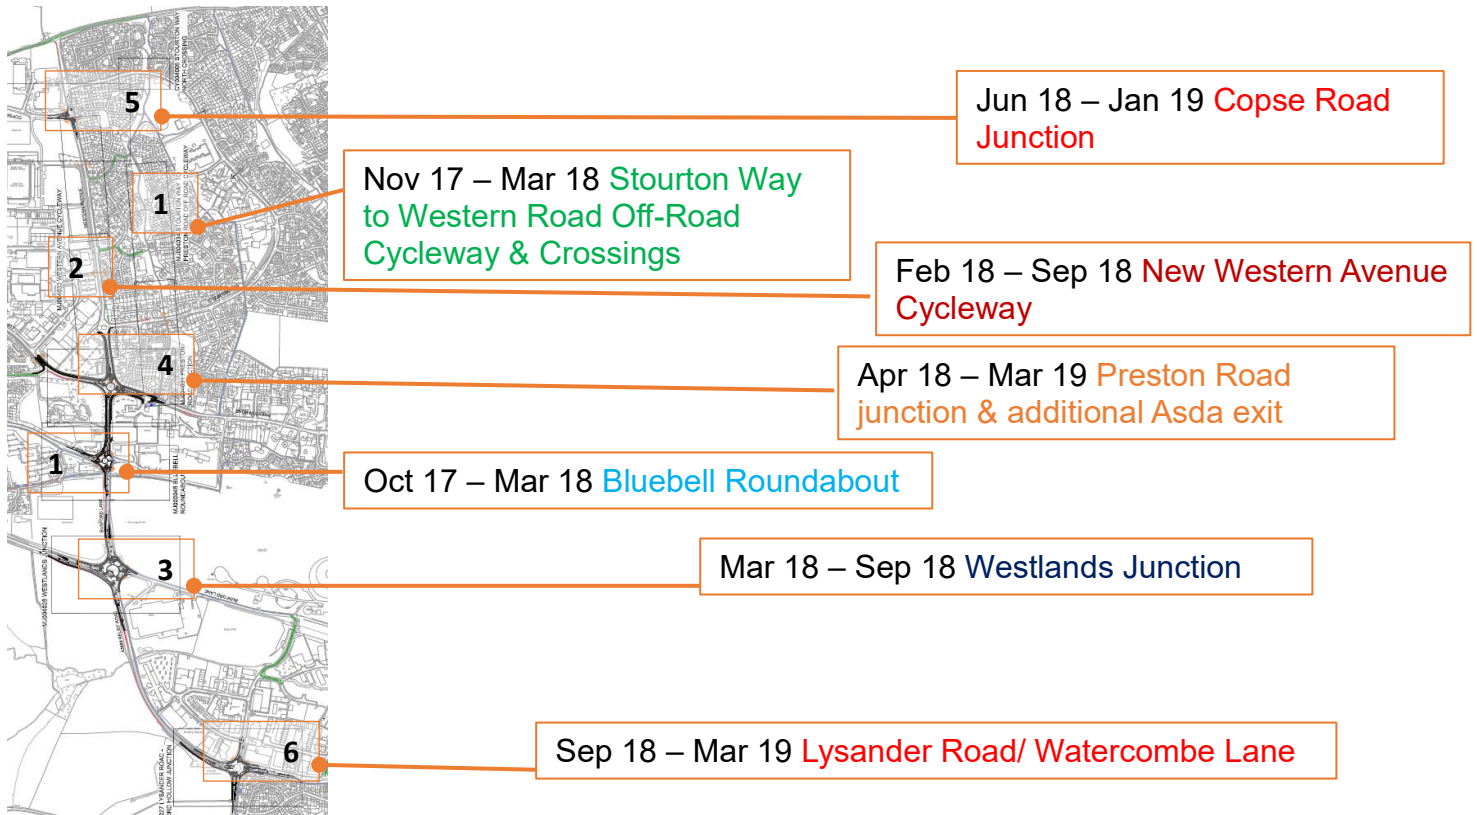 5
Jun 18 – Jan 19 Copse Road
Junction
1
Nov 17 – Mar 18 Stourton Way
to Western Road Off-Road
Cycleway & Crossings
2
Feb 18 – Sep 18 New Western Avenue
Cycleway
4
Apr 18 – Mar 19 Preston Road
junction & additional Asda exit
1
Oct 17 – Mar 18 Bluebell Roundabout
3
Mar 18 – Sep 18 Westlands Junction
BUNFORD LANE
6
Sep 18 – Mar 19 Lysander Road/ Watercombe Lane